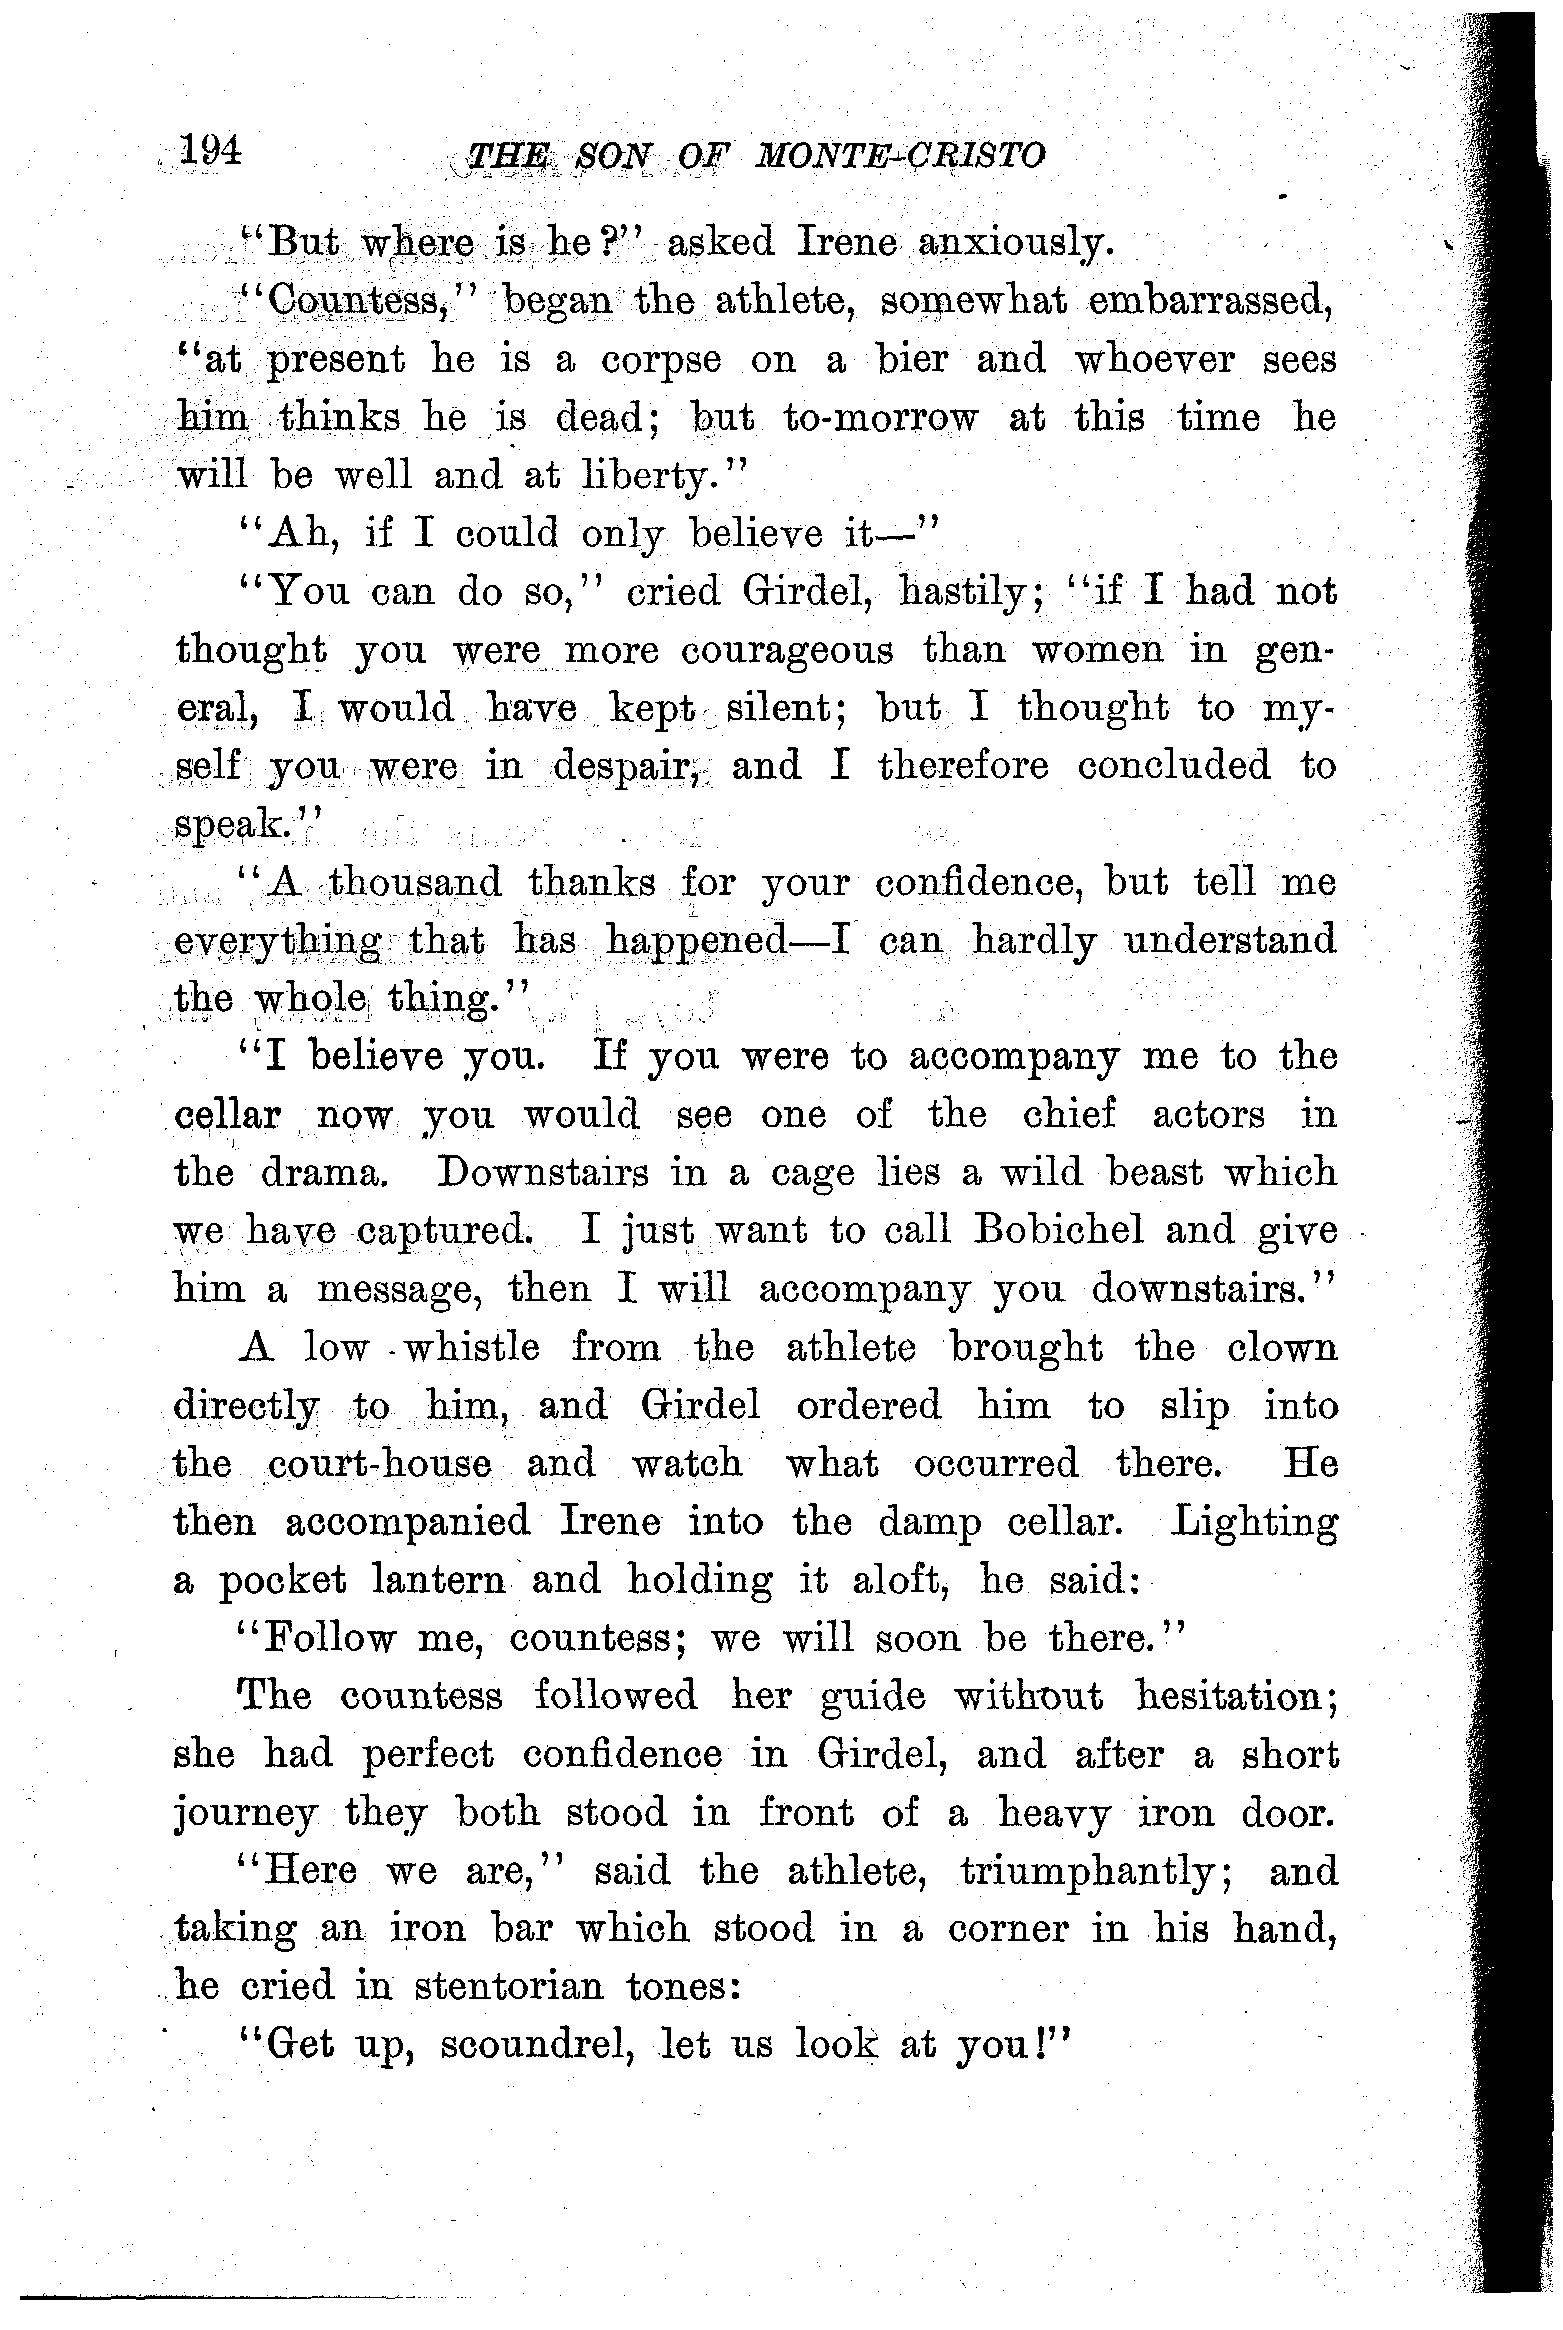 194 THE SON OF MONTE-CRISTO
"But where is he?" asked Irene anxiously.
"Countess," began the athlete, somewhat embarrassed,
"at present he is a corpse on a bier and whoever sees
him thinks he is dead; but to-morrow at this time he
will be well and at liberty."
"Ah, if I could only believe it—"
"You can do so," cried Girdel, hastily; "if I had not
thought you were more courageous than women in gen-
eral, I would have kept silent; but I thought to my-
self you were in despair, and I therefore concluded to
speak."
"A thousand thanks for your confidence, but tell me
everything that has happened—I can hardly understand
the whole thing."
"I believe you. If you were to accompany me to the
cellar now you would see one of the chief actors in
the drama. Downstairs in a cage lies a wild beast which
we have captured. I just want to call Bobichel and give
him a message, then I will accompany you downstairs."
A low whistle from the athlete brought the clown
directly to him, and Girdel ordered him to slip into
the court-house and watch what occurred there. He
then accompanied Irene into the damp cellar. Lighting
a pocket lantern and holding it aloft, he said:
"Follow me, countess; we will soon be there."
The countess followed her guide without hesitation;
she had perfect confidence in Girdel, and after a short
journey they both stood in front of a heavy iron door.
"Here we are," said the athlete, triumphantly; and
taking an iron bar which stood in a corner in his hand,
he cried in stentorian tones:
"Get up, scoundrel, let us look at you!"